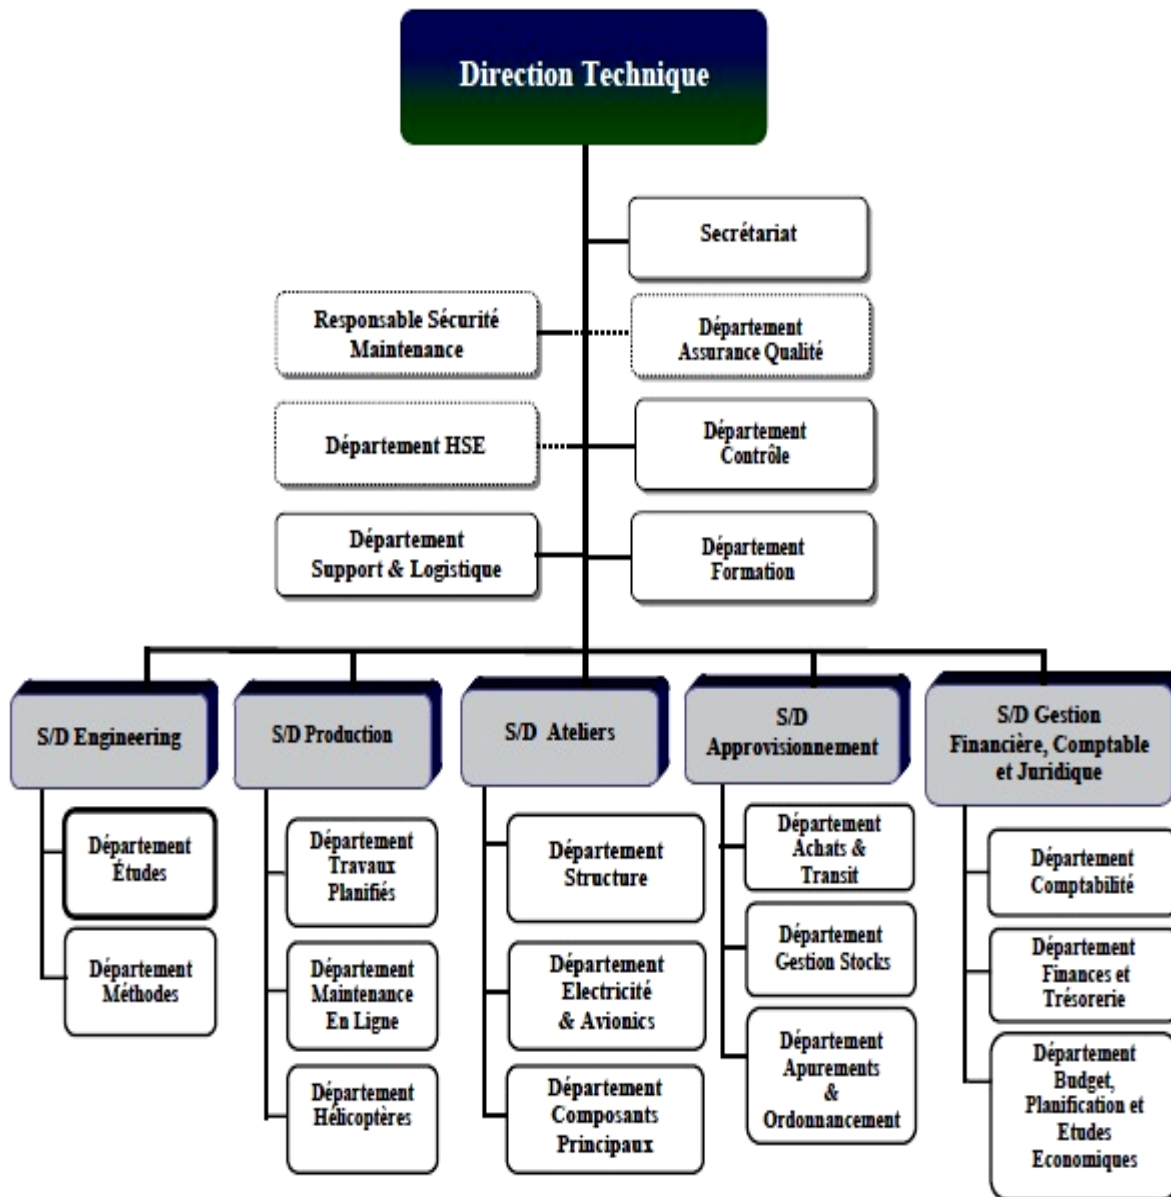 Direction Technique
Secrétariat
Responsable Sécurité
Maintenance
Département
Assurance Qualité
Département HSE
Département
Contrôle
Département
Support & Logistique
Département
Formation
S/D Engineering
Département
Études
Département
Méthodes
S/D Production
Département
Travaux
Planifiés
Département
Maintenance
En Ligne
Département
Hélicoptères
S/D Ateliers
Département
Structure
Département
Electricité
& Avionics
Département
Composants
Principaux
S/D
Approvisionnement
Département
Achats &
Transit
Département
Gestion Stocks
Département
Apurements
&
Ordonnancement
S/D Gestion
Financière, Comptable
et Juridique
Département
Comptabilité
Département
Finances et
Trésorerie
Département
Budget,
Planification et
Etudes
Economiques